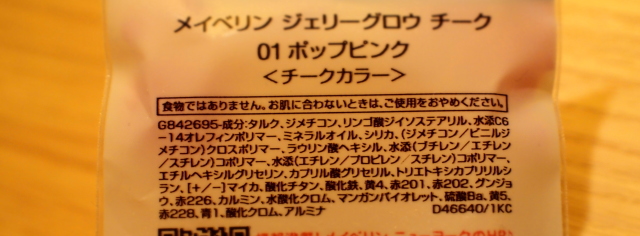 メイベリン ジェリーグロウ チーク
01 ポップピンク
＜チークカラー＞
食物ではありません。お肌に合わないときは、ご使用をおやめください。
G842695-成分:タルク、ジメチコン、リンゴ酸ジイソステアリル、水添C6
-14オレフィンポリマー、ミネラルオイル、シリカ、(ジメチコン/ビニルジ
メチコン)クロスポリマー、ラウリン酸ヘキシル、水添(ブチレン/エチレン
/スチレン)コポリマー、水添(エチレン/プロピレン/スチレン)コポリマー、
エチルヘキシルグリセリン、カプリル酸グリセリル、トリエトキシカプリリルシ
ラン、[+/-]マイカ、酸化チタン、酸化鉄、黄4、赤201、赤202、グンジョ
ウ、赤226、カルミン、水酸化クロム、マンガンバイオレット、硫酸Ba、黄5、
赤228、青1、酸化クロム、アルミナ D46640/1KC